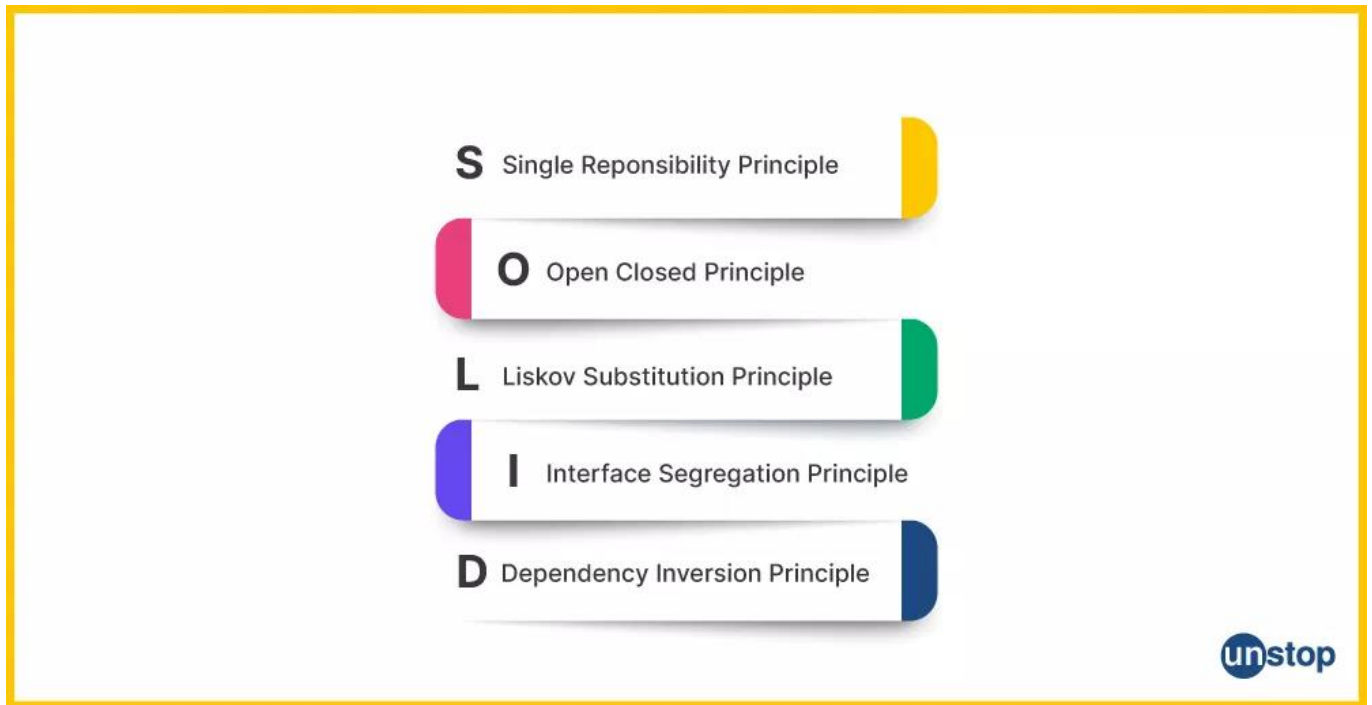 S Single Reponsibility Principle
O Open Closed Principle
L Liskov Substitution Principle
I Interface Segregation Principle
D Dependency Inversion Principle
unstop